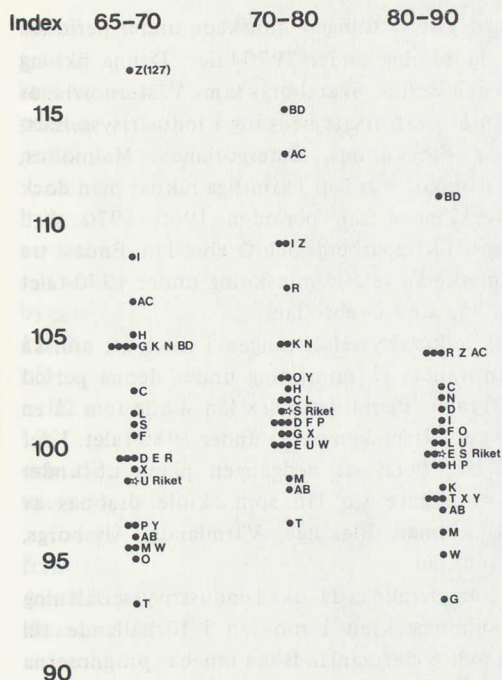 Index 65–70 70–80 80–90
Z(127)
115
BD
AC
BD
110
I Z
I
R
AC
105
H
K N
G K N BD
R Z AC
O Y
H
C
C L
N
L
S Riket
D
S
D F P
I
F
G X
F O
100
E U W
L U
D E R
E S Riket
X
H P
U Riket
M
AB
K
T X Y
AB
P Y
T
AB
M
M W
95
O
W
T
G
90